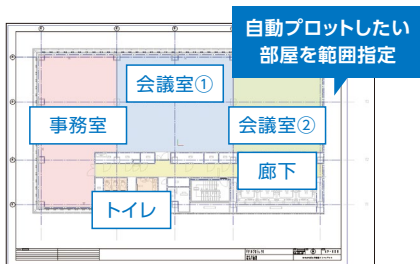 自動プロットしたい
部屋を範囲指定
会議室①
事務室
会議室②
廊下
トイレ